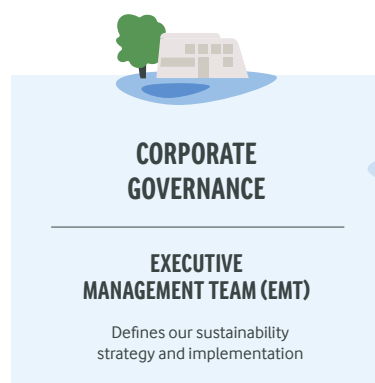 CORPORATE
GOVERNANCE
EXECUTIVE
MANAGEMENT TEAM (EMT)
Defines our sustainability
strategy and implementation